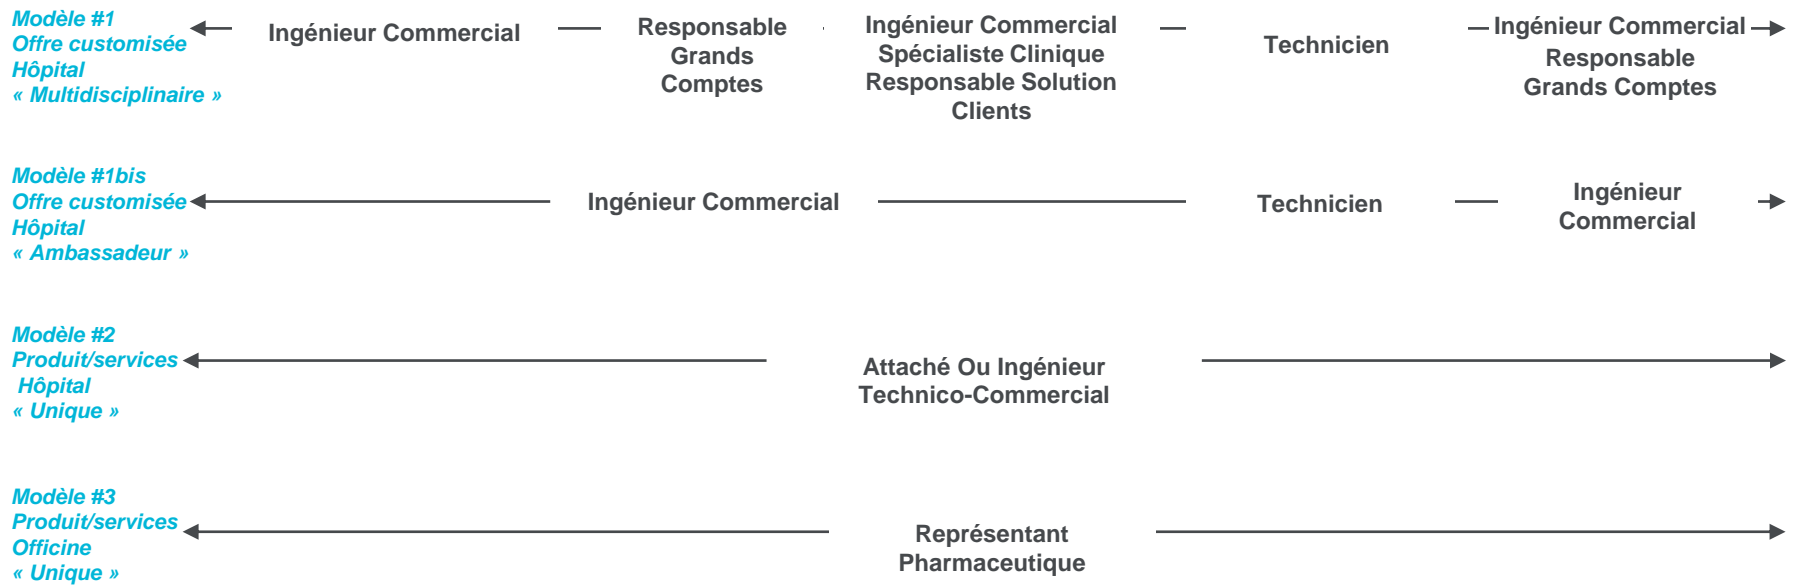 Modèle #1
Offre customisée
Hôpital
« Multidisciplinaire »
Ingénieur Commercial
Responsable
Grands
Comptes
Ingénieur Commercial
Spécialiste Clinique
Responsable Solution
Clients
Technicien
Ingénieur Commercial
Responsable
Grands Comptes
Modèle #1bis
Offre customisée
Hôpital
« Ambassadeur »
Ingénieur Commercial
Technicien
Ingénieur
Commercial
Modèle #2
Produit/services
Hôpital
« Unique »
Attaché Ou Ingénieur
Technico-Commercial
Modèle #3
Produit/services
Officine
« Unique »
Représentant
Pharmaceutique